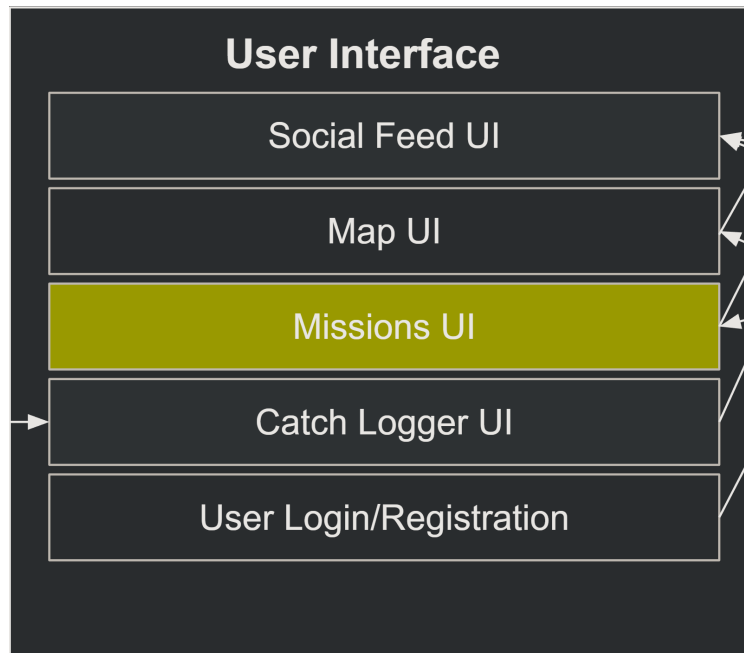 User Interface
Social Feed UI
Map UI
Missions UI
Catch Logger UI
User Login/Registration